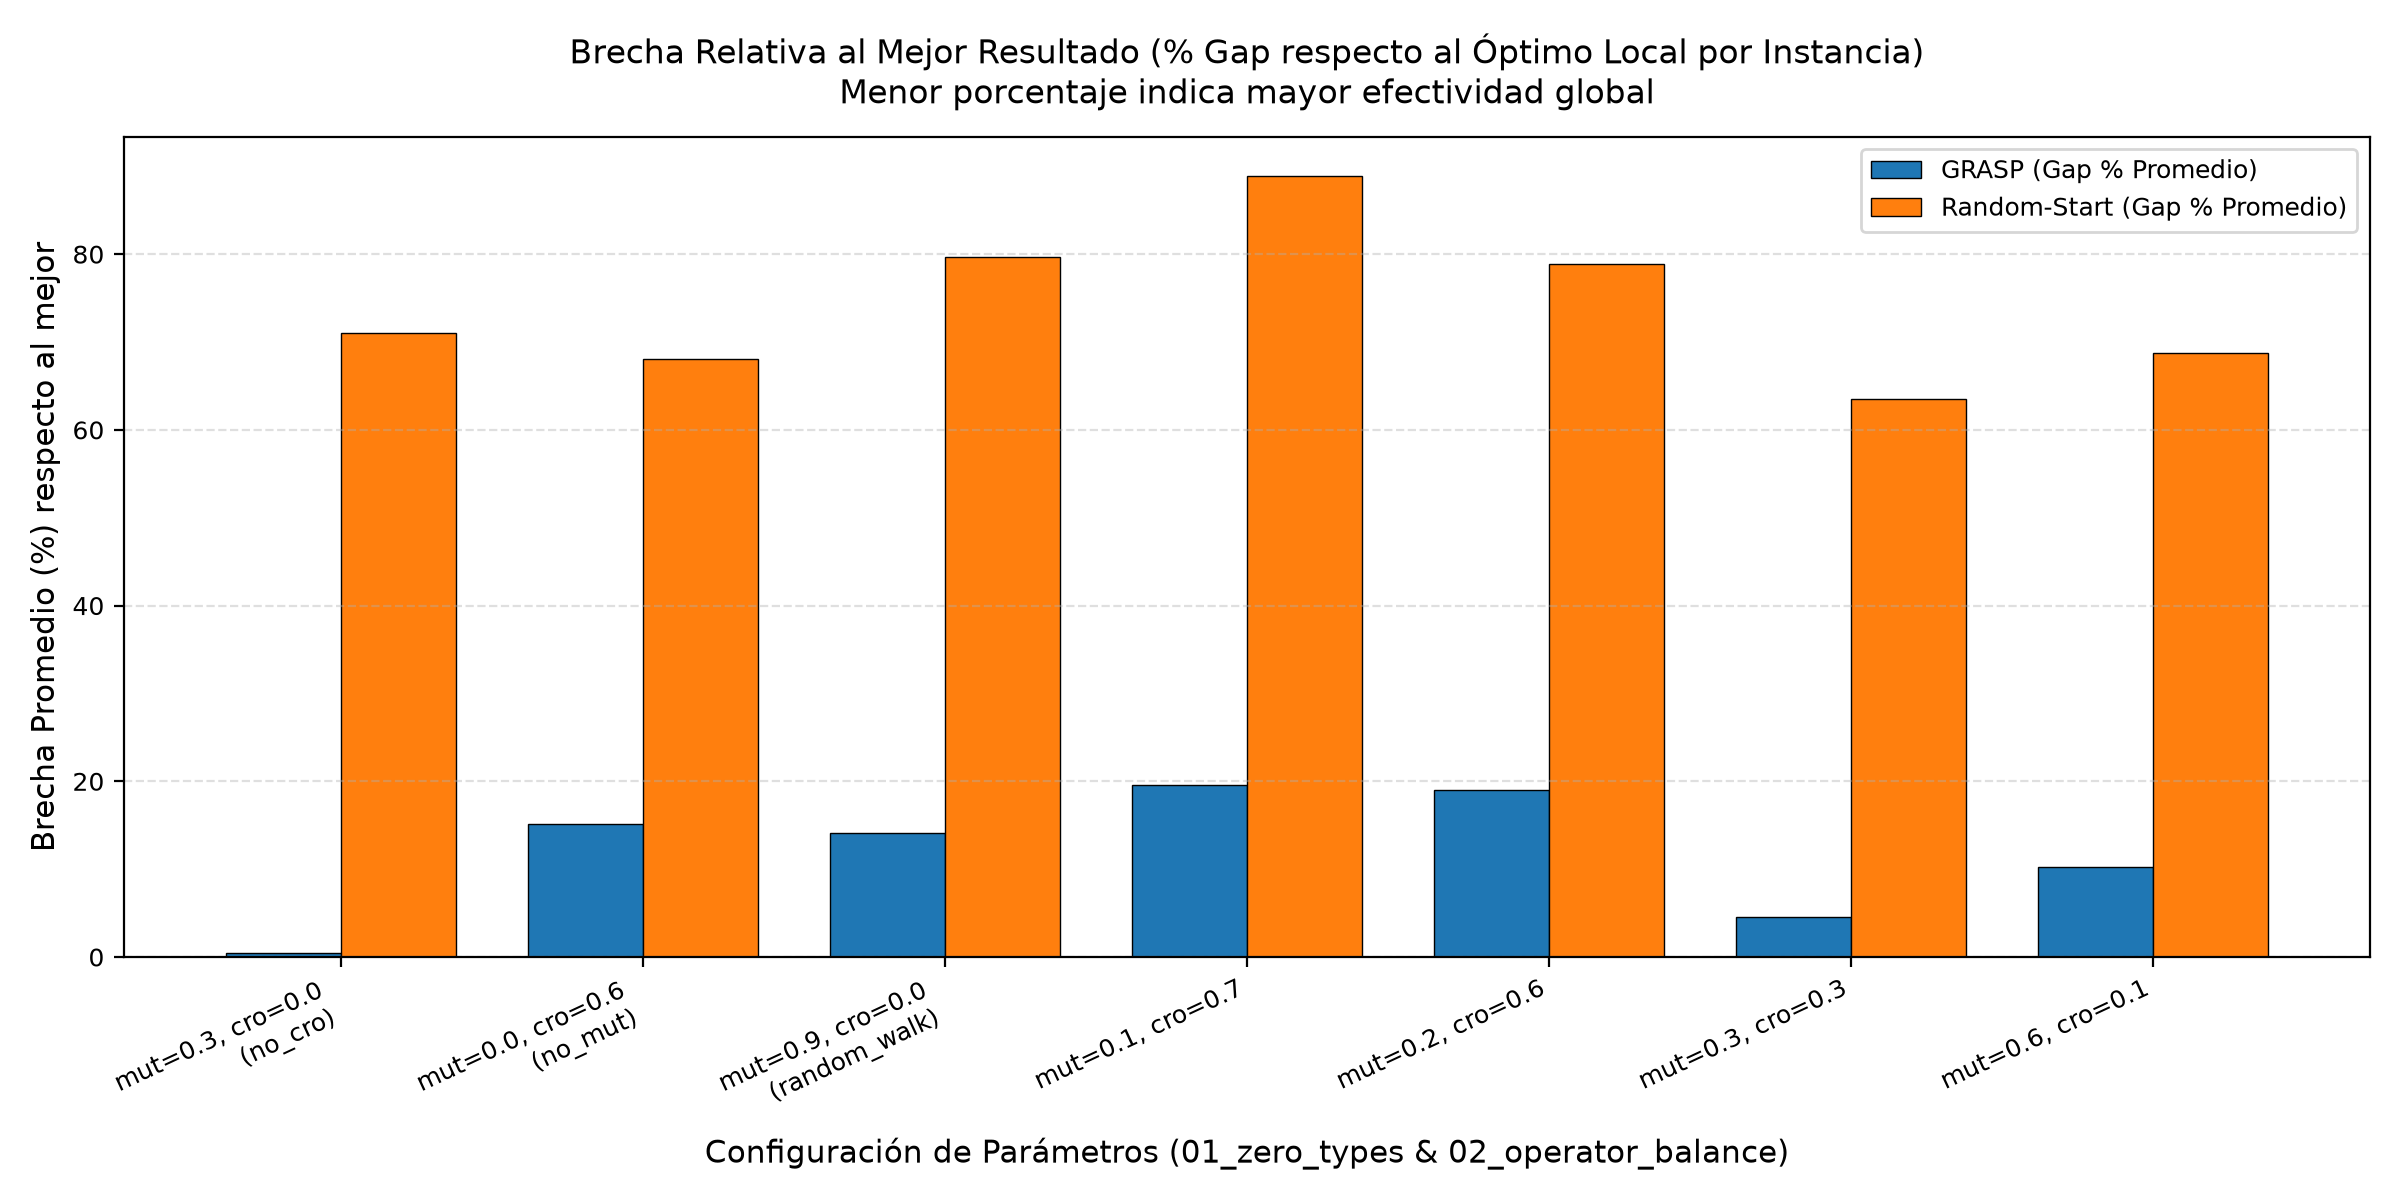 Brecha Relativa al Mejor Resultado (% Gap respecto al Óptimo Local por Instancia)
Menor porcentaje indica mayor efectividad global
GRASP (Gap % Promedio)
Random-Start (Gap % Promedio)
Brecha Promedio (%) respecto al mejor
80
60
40
20
0
mut=0.3, cro=0.0
(no_cro)
mut=0.0, cro=0.6
(no_mut)
mut=0.9, cro=0.0
(random_walk)
mut=0.1, cro=0.7
mut=0.2, cro=0.6
mut=0.3, cro=0.3
mut=0.6, cro=0.1
Configuración de Parámetros (01_zero_types & 02_operator_balance)